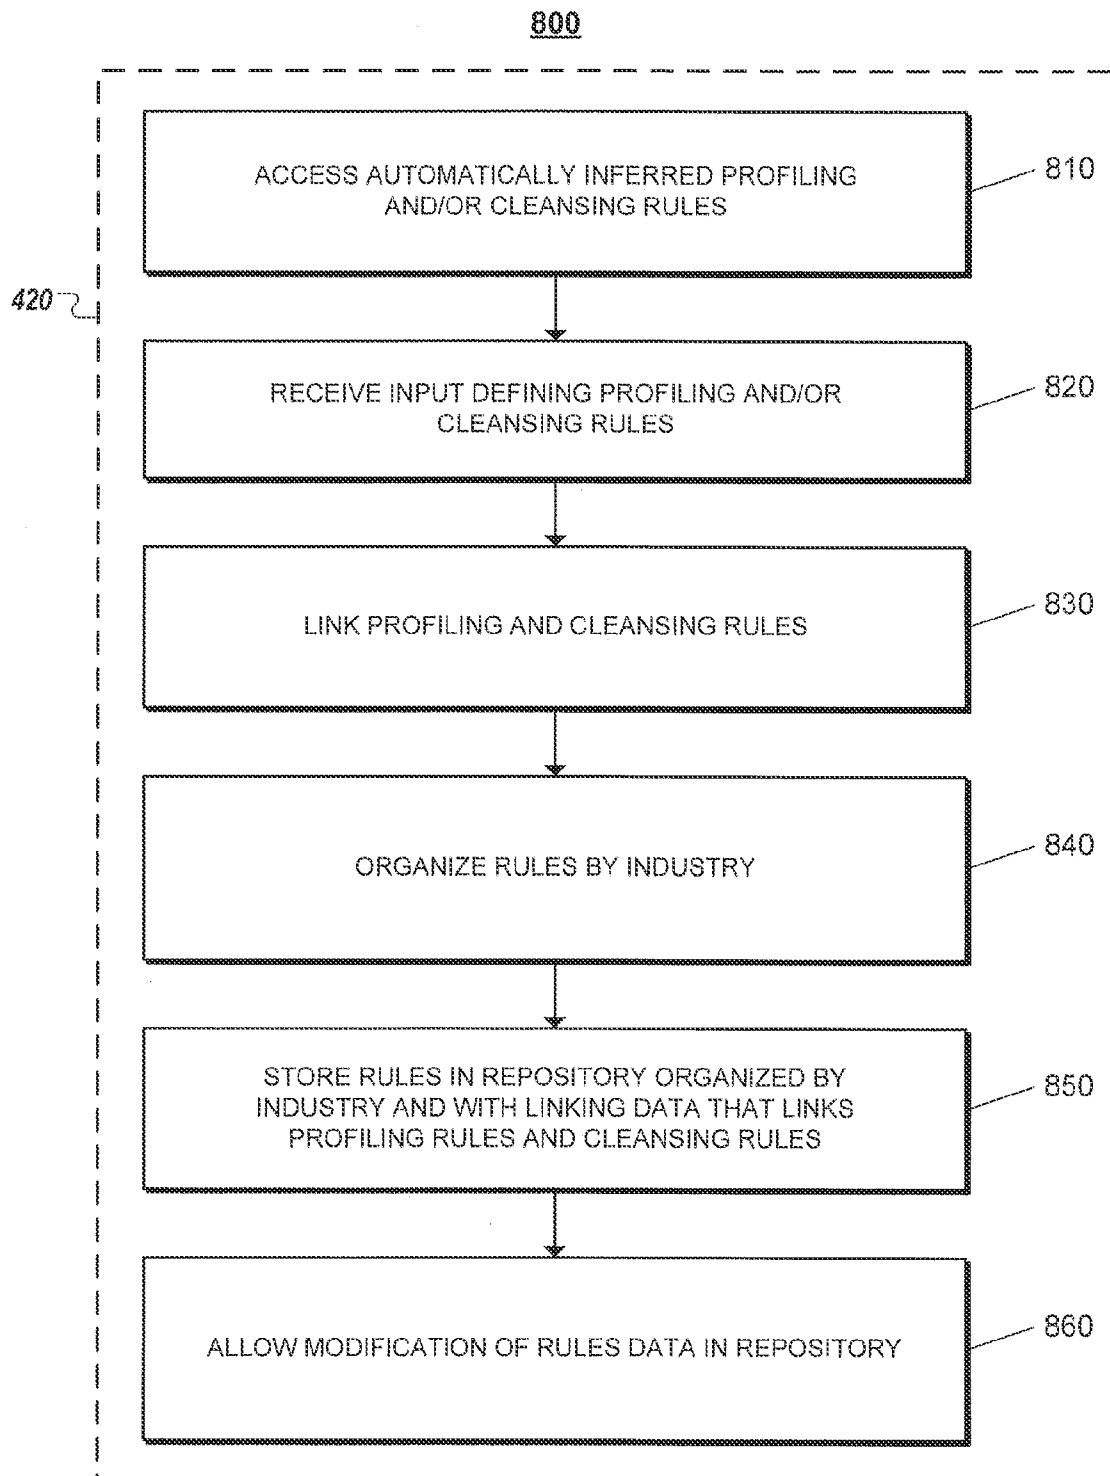 800
ACCESS AUTOMATICALLY INFERRED PROFILING
AND/OR CLEANSING RULES
810
420
RECEIVE INPUT DEFINING PROFILING AND/OR
CLEANSING RULES
820
LINK PROFILING AND CLEANSING RULES
830
ORGANIZE RULES BY INDUSTRY
840
STORE RULES IN REPOSITORY ORGANIZED BY
INDUSTRY AND WITH LINKING DATA THAT LINKS
PROFILING RULES AND CLEANSING RULES
850
ALLOW MODIFICATION OF RULES DATA IN REPOSITORY
860